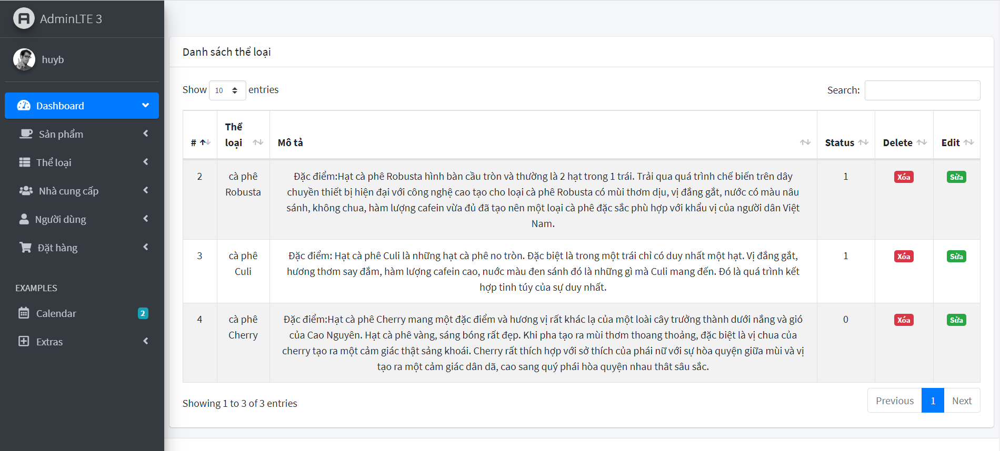 AdminLTE 3
huyb
Dashboard
Sản phẩm
Thể loại
Nhà cung cấp
Người dùng
Đặt hàng
EXAMPLES
Calendar 2
Extras
Danh sách thể loại
Show 10 entries
Search:
# Thể loại Mô tả Status Delete Edit
2 cà phê Robusta
Đặc điểm:Hạt cà phê Robusta hình bàn cầu tròn và thường là 2 hạt trong 1 trái. Trải qua quá trình chế biến trên dây
chuyền thiết bị hiện đại với công nghệ cao tạo cho loại cà phê Robusta có mùi thơm dịu, vị đắng gắt, nước có màu nâu
sánh, không chua, hàm lượng cafein vừa đủ đã tạo nên một loại cà phê đặc sắc phù hợp với khẩu vị của người dân Việt
Nam.
1 Xóa Sửa
3 cà phê Culi
Đặc điểm: Hạt cà phê Culi là những hạt cà phê no tròn. Đặc biệt là trong một trái chỉ có duy nhất một hạt. Vị đắng gắt,
hương thơm say đắm, hàm lượng cafein cao, nuớc màu đen sánh đó là những gì mà Culi mang đến. Đó là quá trình kết
hợp tinh túy của sự duy nhất.
1 Xóa Sửa
4 cà phê Cherry
Đặc điểm:Hạt cà phê Cherry mang một đặc điểm và hương vị rất khác lạ của một loài cây trưởng thành dưới nắng và gió
của Cao Nguyên. Hạt cà phê vàng, sáng bóng rất đẹp. Khi pha tạo ra mùi thơm thoang thoảng, đặc biệt là vị chua của
cherry tạo ra một cảm giác thật sảng khoái. Cherry rất thích hợp với sở thích của phái nữ với sự hòa quyện giữa mùi và vị
tạo ra một cảm giác dân dã, cao sang quý phái hòa quyện nhau thât sâu sắc.
0 Xóa Sửa
Showing 1 to 3 of 3 entries
Previous 1 Next